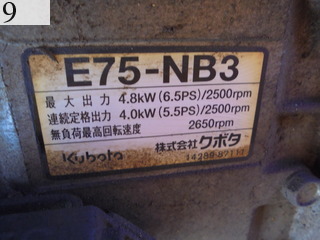 9
E75-NB3
最大出力 4.8kW(6.5PS)/2500rpm
連続定格出力 4.0kW(5.5PS)/2500rpm
無負荷最高回転速度 2650rpm
Kubota 株式会社クボタ